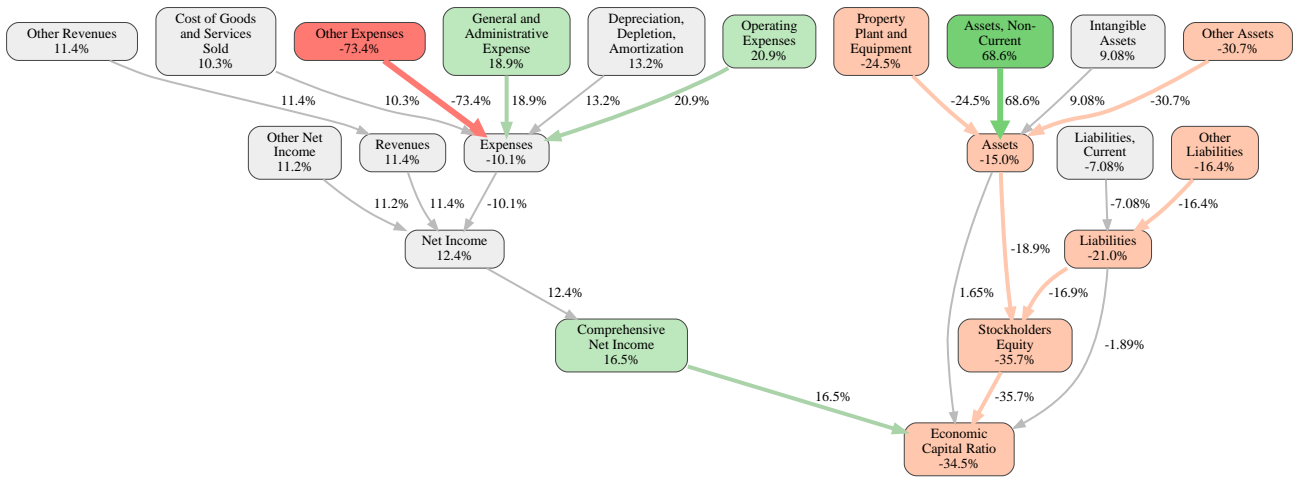 Other Revenues
11.4%
Cost of Goods
and Services
Sold
10.3%
Other Expenses
-73.4%
General and
Administrative
Expense
18.9%
Depreciation,
Depletion,
Amortization
13.2%
Operating
Expenses
20.9%
Property
Plant and
Equipment
-24.5%
Assets, Non-
Current
68.6%
Intangible
Assets
9.08%
Other Assets
-30.7%
11.4%
10.3%
-73.4%
18.9%
13.2%
20.9%
-24.5%
68.6%
9.08%
-30.7%
Other Net
Income
11.2%
Revenues
11.4%
Expenses
-10.1%
Assets
-15.0%
Liabilities,
Current
-7.08%
Other
Liabilities
-16.4%
11.2%
11.4%
-10.1%
-7.08%
-16.4%
Net Income
12.4%
-18.9%
Liabilities
-21.0%
12.4%
1.65%
-16.9%
Comprehensive
Net Income
16.5%
Stockholders
Equity
-35.7%
-1.89%
16.5%
-35.7%
Economic
Capital Ratio
-34.5%